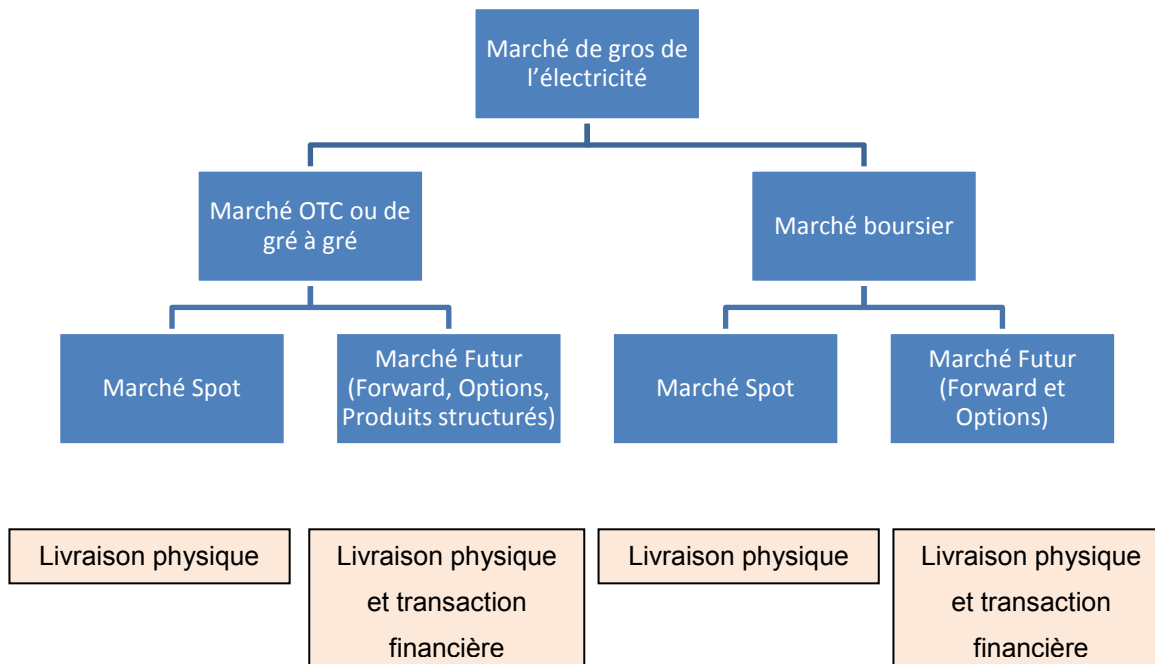 Marché de gros de
l'électricité
Marché OTC ou de
gré à gré
Marché boursier
Marché Spot
Marché Futur
(Forward, Options,
Produits structurés)
Marché Spot
Marché Futur
(Forward et
Options)
Livraison physique
Livraison physique
et transaction
financière
Livraison physique
Livraison physique
et transaction
financière